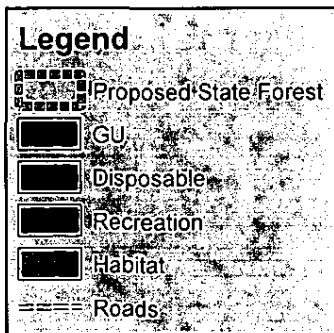 Legend
Proposed State Forest
GU
Disposable
Recreation
Habitat
Roads